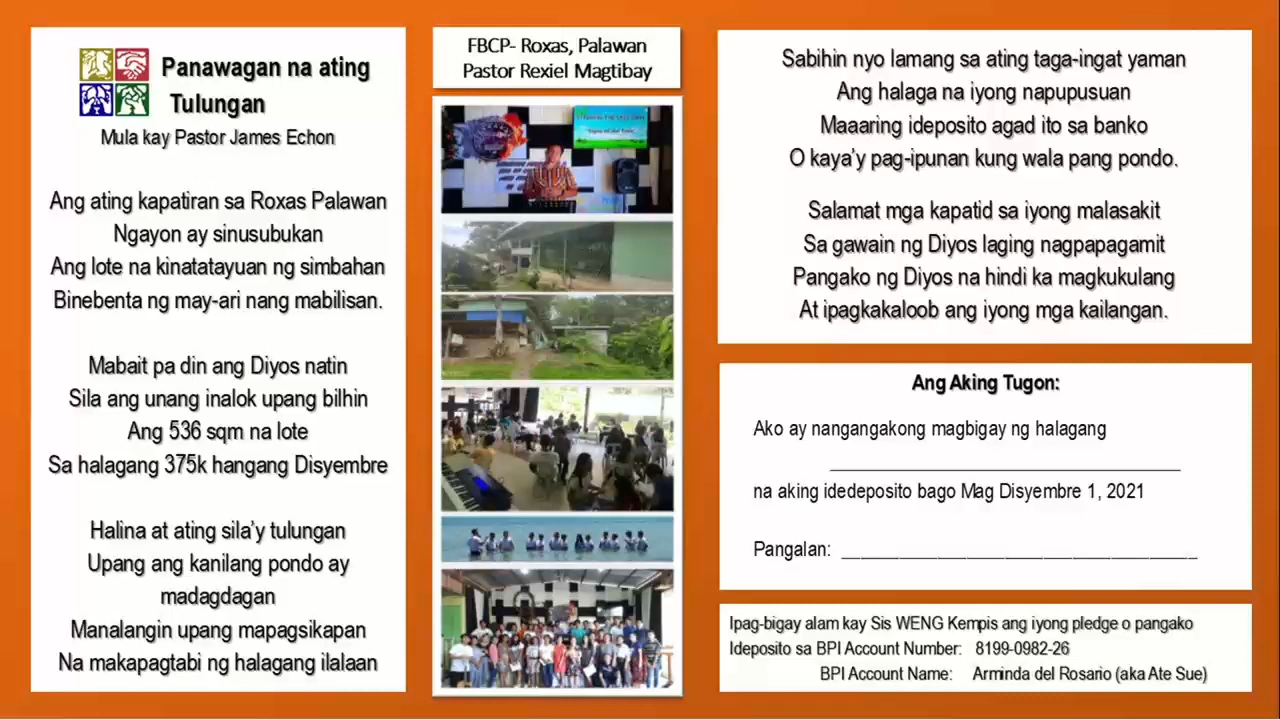 Panawagan na ating
Tulungan
Mula kay Pastor James Echon
Ang ating kapatiran sa Roxas Palawan
Ngayon ay sinusubukan
Ang lote na kinatatayuan ng simbahan
Binebenta ng may-ari nang mabilisan.
Mabait pa din ang Diyos natin
Sila ang unang inalok upang bilhin
Ang 536 sqm na lote
Sa halagang 375k hangang Disyembre
Halina at ating sila'y tulungan
Upang ang kanilang pondo ay
madagdagan
Manalangin upang mapagsikapan
Na makapagtabi ng halagang ilalaan
FBCP- Roxas, Palawan
Pastor Rexiel Magtibay
Sabihin nyo lamang sa ating taga-ingat yaman
Ang halaga na iyong napupusuan
Maaaring ideposito agad ito sa banko
O kaya'y pag-ipunan kung wala pang pondo.
Salamat mga kapatid sa iyong malasakit
Sa gawain ng Diyos laging nagpapagamit
Pangako ng Diyos na hindi ka magkukulang
At ipagkakaloob ang iyong mga kailangan.
Ang Aking Tugon:
Ako ay nangangakong magbigay ng halagang
na aking idedeposito bago Mag Disyembre 1, 2021
Pangalan:
Ipag-bigay alam kay Sis WENG Kempis ang iyong pledge o pangako
Ideposito sa BPI Account Number: 8199-0982-26
BPI Account Name: Arminda del Rosario (aka Ate Sue)